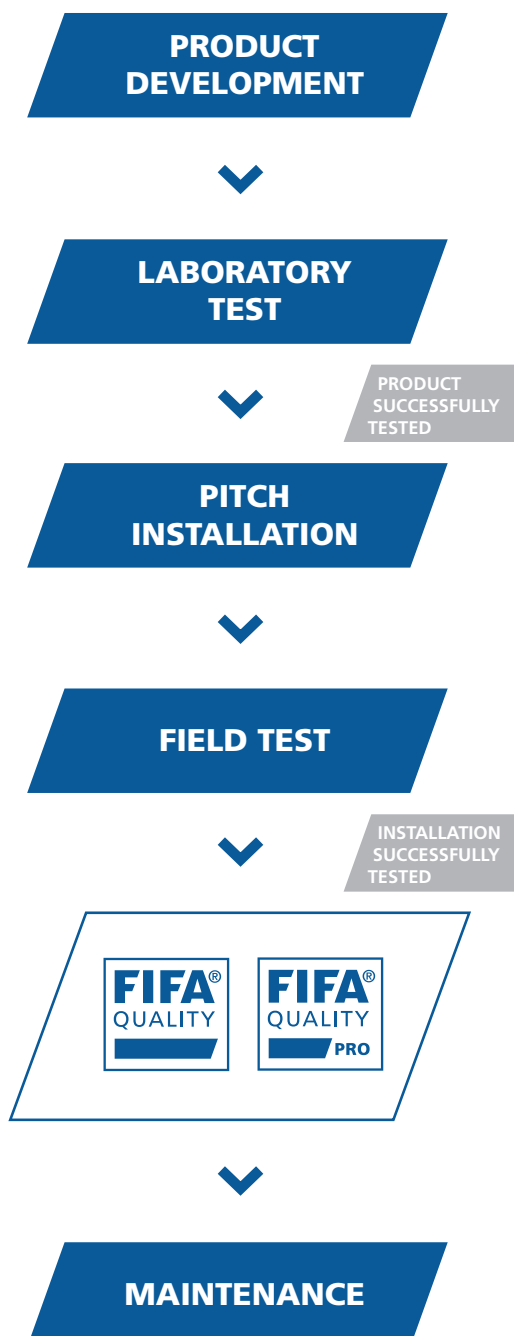 PRODUCT
DEVELOPMENT
LABORATORY
TEST
PRODUCT
SUCCESSFULLY
TESTED
PITCH
INSTALLATION
FIELD TEST
INSTALLATION
SUCCESSFULLY
TESTED
FIFA®
QUALITY
FIFA®
QUALITY
PRO
MAINTENANCE